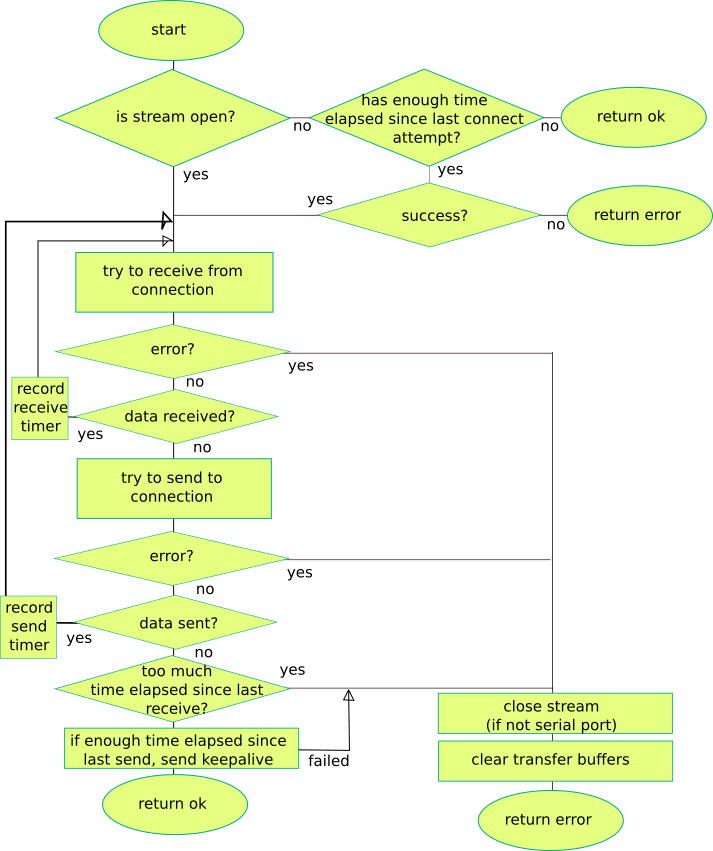 start
is stream open?
no
has enough time
elapsed since last connect
attempt?
no
return ok
yes
yes
yes
success?
no
return error
try to receive from
connection
error?
yes
no
record
receive
timer
yes
data received?
no
try to send to
connection
error?
yes
no
record
send
timer
yes
data sent?
no
too much
time elapsed since last
receive?
yes
close stream
(if not serial port)
if enough time elapsed since
last send, send keepalive
failed
clear transfer buffers
return ok
return error